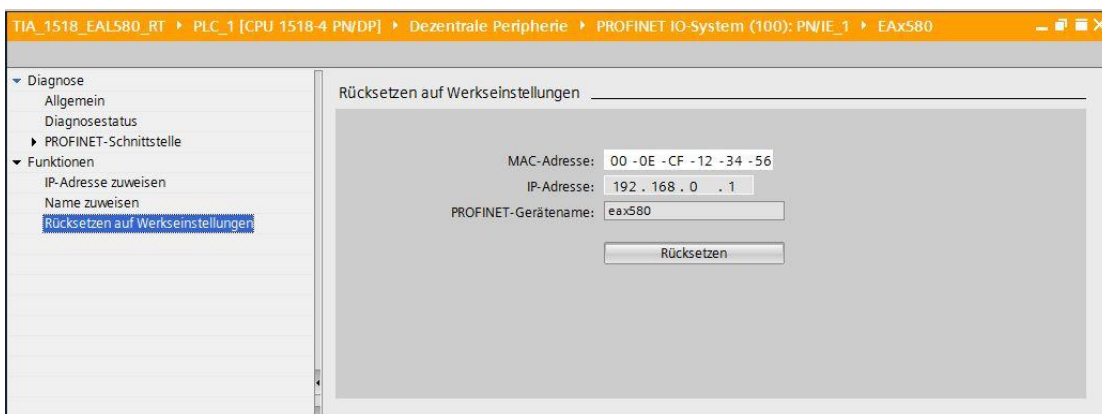 TIA_1518_EAL580_RT ▸ PLC_1 [CPU 1518-4 PN/DP] ▸ Dezentrale Peripherie ▸ PROFINET IO-System (100): PN/IE_1 ▸ EAx580
Diagnose
Allgemein
Diagnosestatus
PROFINET-Schnittstelle
Funktionen
IP-Adresse zuweisen
Name zuweisen
Rücksetzen auf Werkseinstellungen
Rücksetzen auf Werkseinstellungen
MAC-Adresse: 00 -0E -CF -12 -34 -56
IP-Adresse: 192 . 168 . 0 . 1
PROFINET-Gerätename: eax580
Rücksetzen